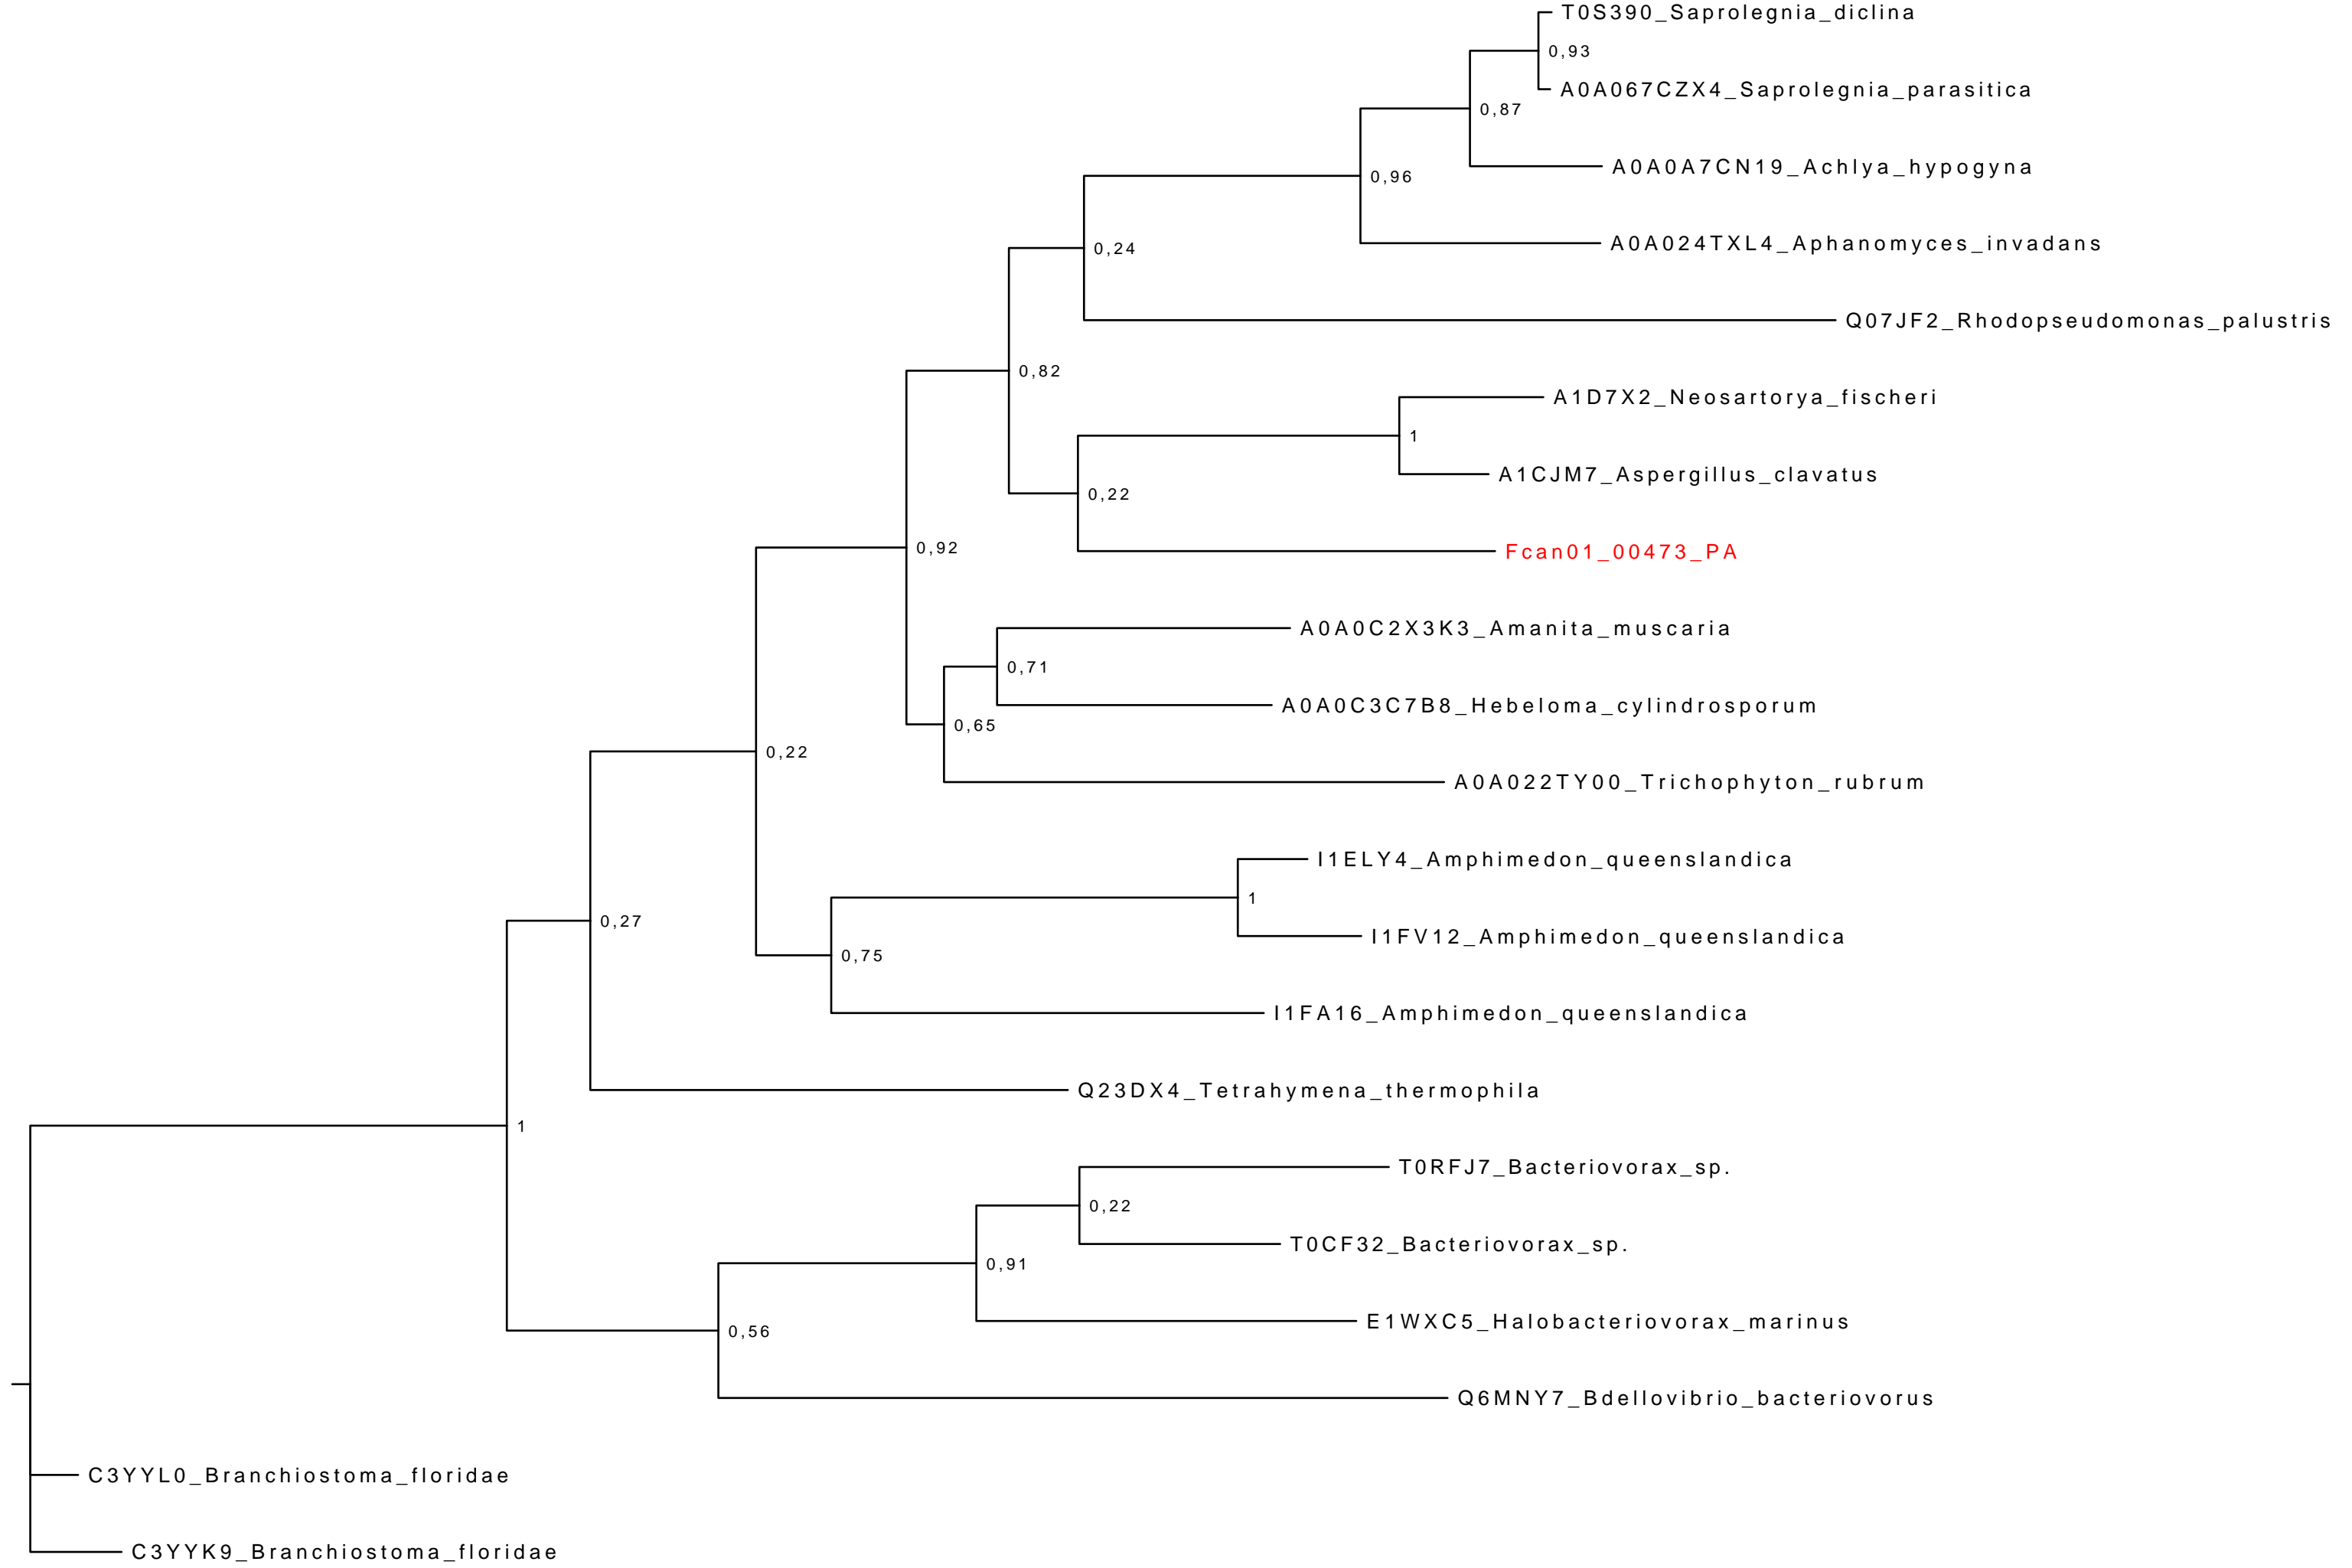 T0S390_Saprolegnia_diclina
0,93
A0A067CZX4_Saprolegnia_parasitica
0,87
A0A0A7CN19_Achlya_hypogyna
0,96
A0A024TXL4_Aphanomyces_invadans
0,24
Q07JF2_Rhodopseudomonas_palustris
0,82
A1D7X2_Neosartorya_fischeri
1
A1CJM7_Aspergillus_clavatus
0,22
Fcan01_00473_PA
0,92
A0A0C2X3K3_Amanita_muscaria
0,71
A0A0C3C7B8_Hebeloma_cylindrosporum
0,65
0,22
A0A022TY00_Trichophyton_rubrum
I1ELY4_Amphimedon_queenslandica
1
0,27
I1FV12_Amphimedon_queenslandica
0,75
I1FA16_Amphimedon_queenslandica
Q23DX4_Tetrahymena_thermophila
1
T0RFJ7_Bacteriovorax_sp.
0,22
T0CF32_Bacteriovorax_sp.
0,91
E1WXC5_Halobacteriovorax_marinus
0,56
Q6MNY7_Bdellovibrio_bacteriovorus
C3YYL0_Branchiostoma_floridae
C3YYK9_Branchiostoma_floridae